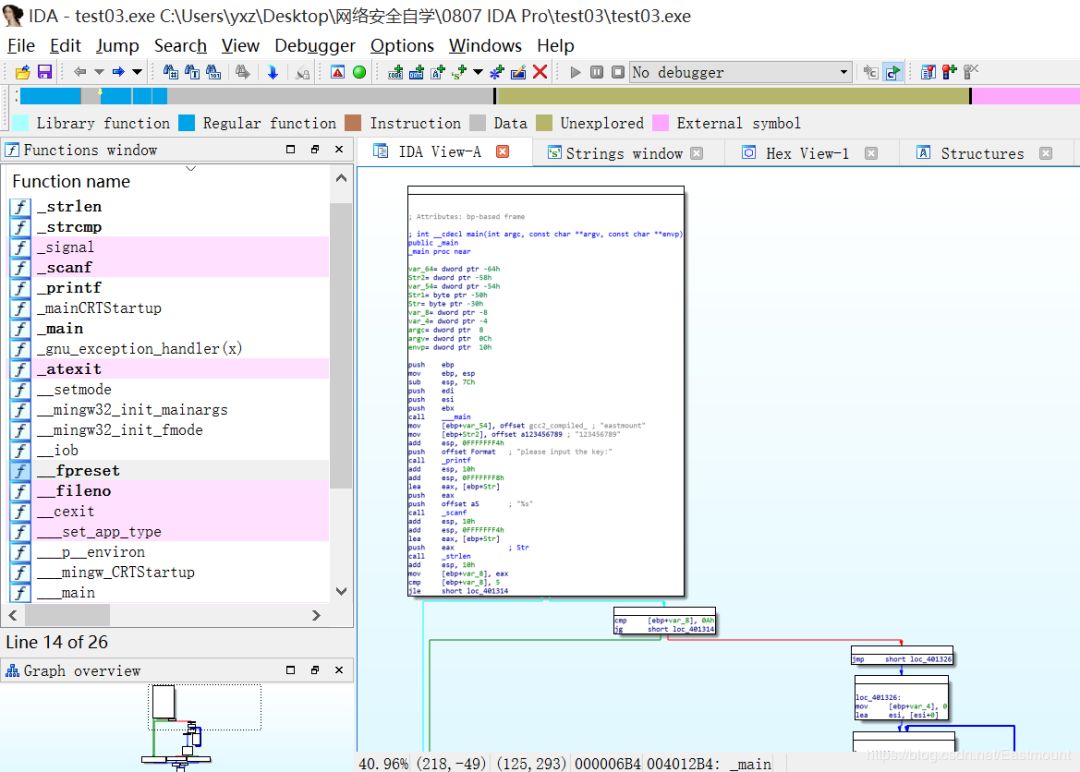 IDA - test03.exe C:\Users\yxz\Desktop\网络安全自学\0807 IDA Pro\test03\test03.exe
File Edit Jump Search View Debugger Options Windows Help
No debugger
Library function Regular function Instruction Data Unexplored External symbol
Functions window
IDA View-A Strings window Hex View-1 Structures
Function name
_strlen
_strcmp
_signal
_scanf
_printf
_mainCRTStartup
_main
_gnu_exception_handler(x)
_atexit
__setmode
__mingw32_init_mainargs
__mingw32_init_fmode
__iob
__fpreset
__fileno
__cexit
___set_app_type
___p__environ
___mingw_CRTStartup
___main
Line 14 of 26
Graph overview
; Attributes: bp-based frame
; int __cdecl main(int argc, const char **argv, const char **envp)
public _main
_main proc near
var_64= dword ptr -64h
Str2= dword ptr -58h
var_54= dword ptr -54h
Str1= byte ptr -50h
Str= byte ptr -30h
var_8= dword ptr -8
var_4= dword ptr -4
argc= dword ptr 8
argv= dword ptr 0Ch
envp= dword ptr 10h
push ebp
mov ebp, esp
sub esp, 7Ch
push edi
push esi
push ebx
call ___main
mov [ebp+var_54], offset gcc2_compiled_ ; "eastmount"
mov [ebp+Str2], offset a123456789 ; "123456789"
add esp, 0FFFFFFF4h
push offset Format ; "please input the key:"
call _printf
add esp, 10h
add esp, 0FFFFFFF8h
lea eax, [ebp+Str]
push eax
push offset aS ; "%s"
call _scanf
add esp, 10h
add esp, 0FFFFFFF4h
lea eax, [ebp+Str]
push eax ; Str
call _strlen
add esp, 10h
mov [ebp+var_8], eax
cmp [ebp+var_8], 5
jle short loc_401314
cmp [ebp+var_8], 0Ah
jg short loc_401314
jmp short loc_401326
loc_401326:
mov [ebp+var_4], 0
lea esi, [esi+0]
40.96% (218,-49) (125,293) 000006B4 004012B4: _main
https://blog.csdn.net/Eastmount